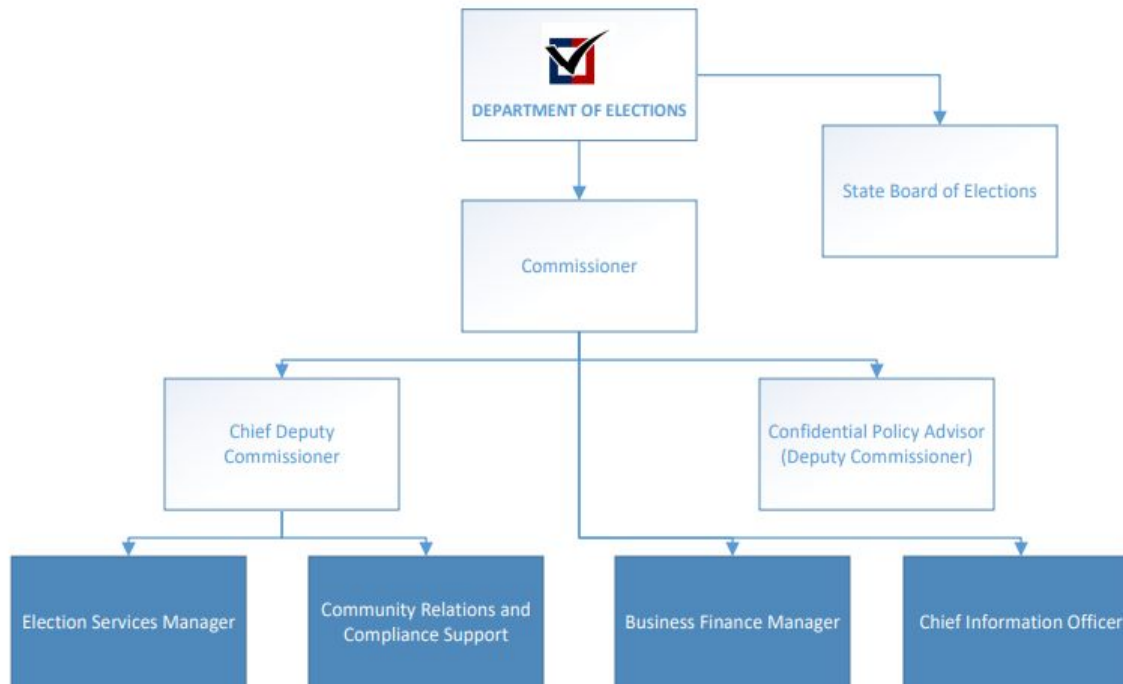 DEPARTMENT OF ELECTIONS
State Board of Elections
Commissioner
Chief Deputy
Commissioner
Confidential Policy Advisor
(Deputy Commissioner)
Election Services Manager
Community Relations and
Compliance Support
Business Finance Manager
Chief Information Officer